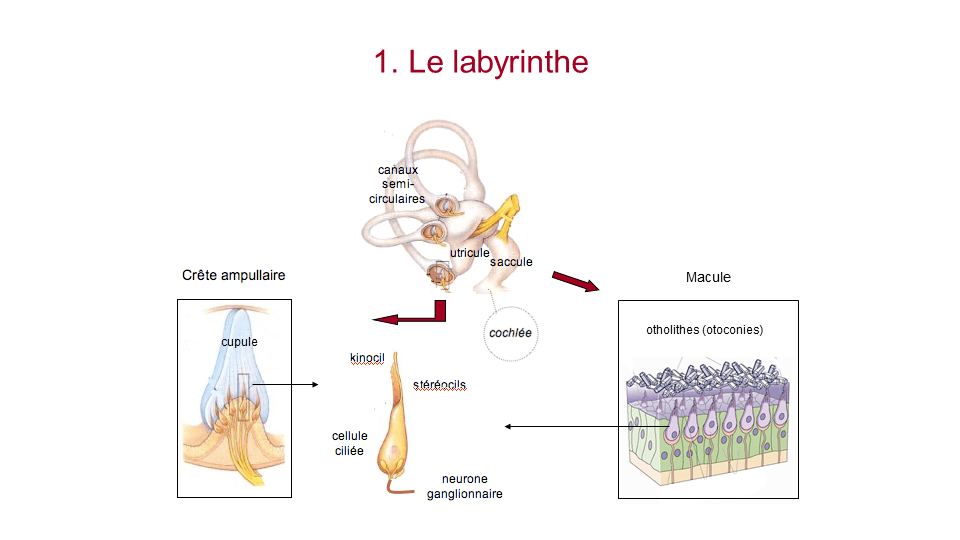 1. Le labyrinthe
canaux
semi-
circulaires
utricule
saccule
Crête ampullaire
Macule
cochlée
otholithes (otoconies)
cupule
kinocil
stéréocils
cellule
ciliée
neurone
ganglionnaire